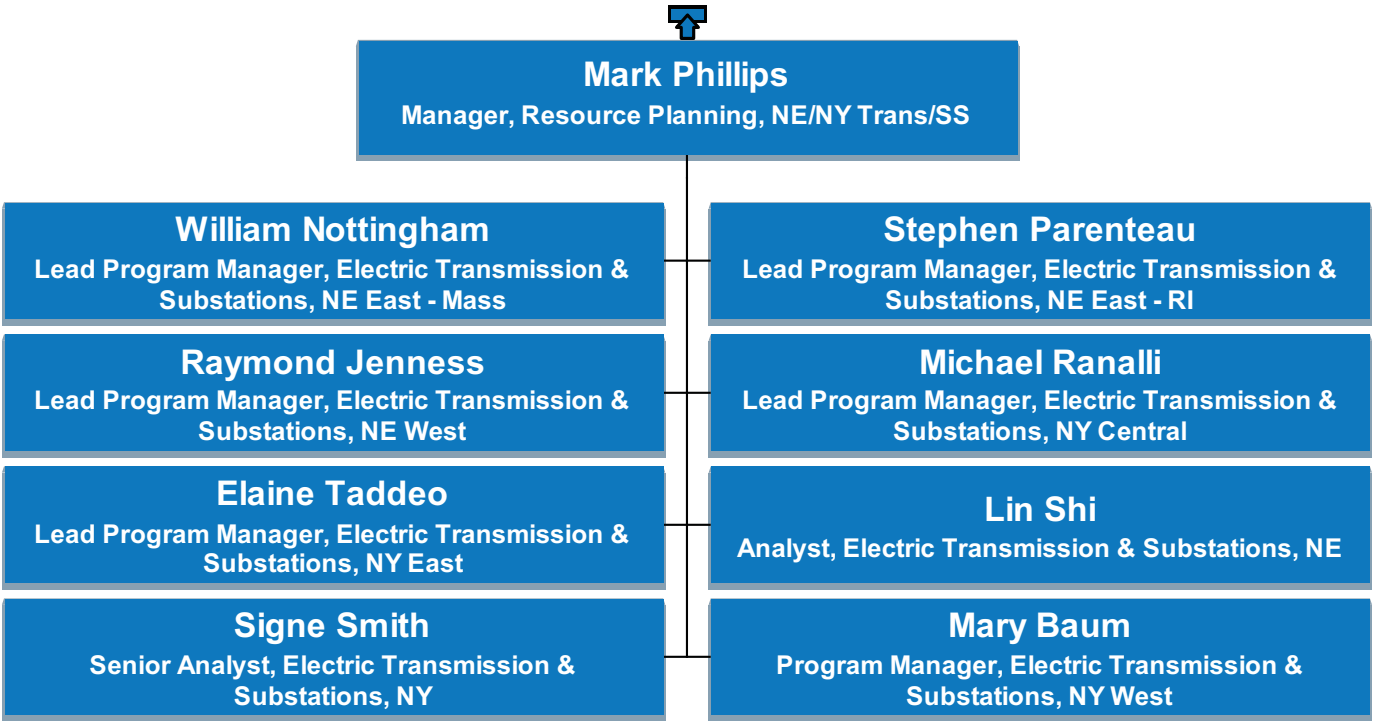 Mark Phillips
Manager, Resource Planning, NE/NY Trans/SS
William Nottingham
Lead Program Manager, Electric Transmission &
Substations, NE East - Mass
Stephen Parenteau
Lead Program Manager, Electric Transmission &
Substations, NE East - RI
Raymond Jenness
Lead Program Manager, Electric Transmission &
Substations, NE West
Michael Ranalli
Lead Program Manager, Electric Transmission &
Substations, NY Central
Elaine Taddeo
Lead Program Manager, Electric Transmission &
Substations, NY East
Lin Shi
Analyst, Electric Transmission & Substations, NE
Signe Smith
Senior Analyst, Electric Transmission &
Substations, NY
Mary Baum
Program Manager, Electric Transmission &
Substations, NY West